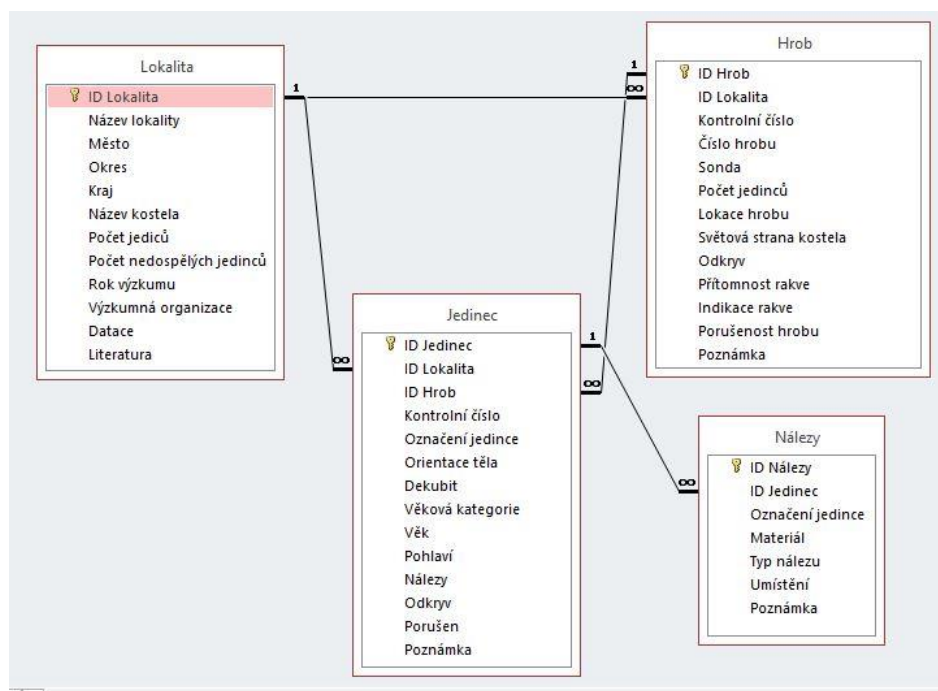 Lokalita
ID Lokalita
Název lokality
Město
Okres
Kraj
Název kostela
Počet jediců
Počet nedospělých jedinců
Rok výzkumu
Výzkumná organizace
Datace
Literatura
1
∞
1
∞
Hrob
ID Hrob
ID Lokalita
Kontrolní číslo
Číslo hrobu
Sonda
Počet jedinců
Lokace hrobu
Světová strana kostela
Odkryv
Přítomnost rakve
Indikace rakve
Porušenost hrobu
Poznámka
Jedinec
ID Jedinec
ID Lokalita
ID Hrob
Kontrolní číslo
Označení jedince
Orientace těla
Dekubit
Věková kategorie
Věk
Pohlaví
Nálezy
Odkryv
Porušen
Poznámka
∞
1
∞
∞
Nálezy
ID Nálezy
ID Jedinec
Označení jedince
Materiál
Typ nálezu
Umístění
Poznámka